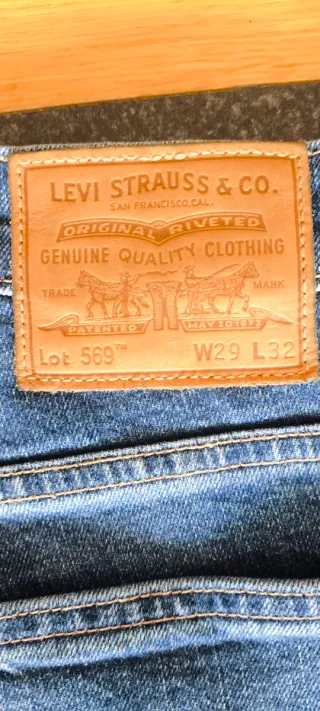 LEVI STRAUSS & CO.
SAN FRANCISCO, CAL.
ORIGINAL RIVETED
GENUINE QUALITY CLOTHING
TRADE MARK
PATENTED MAY 20 1873
Lot 569™ W29 L32